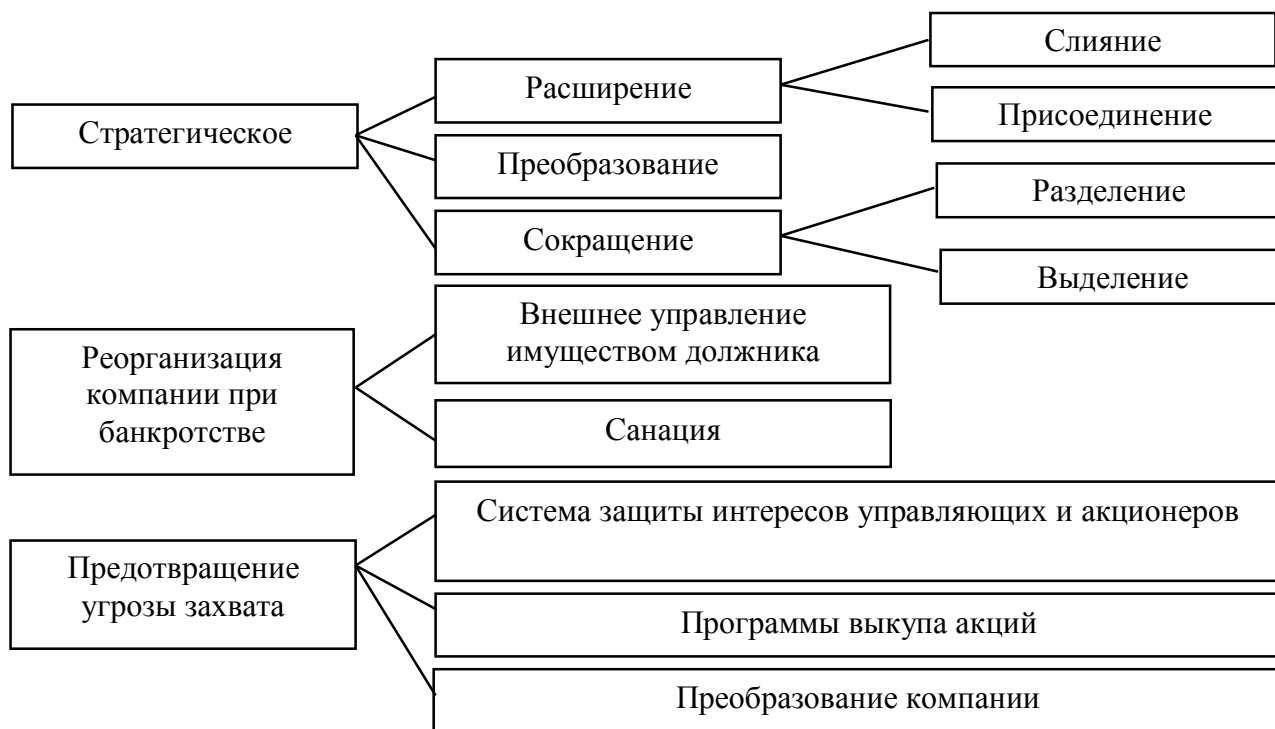 Стратегическое
Расширение
Слияние
Присоединение
Преобразование
Сокращение
Разделение
Выделение
Реорганизация
компании при
банкротстве
Внешнее управление
имуществом должника
Санация
Предотвращение
угрозы захвата
Система защиты интересов управляющих и акционеров
Программы выкупа акций
Преобразование компании